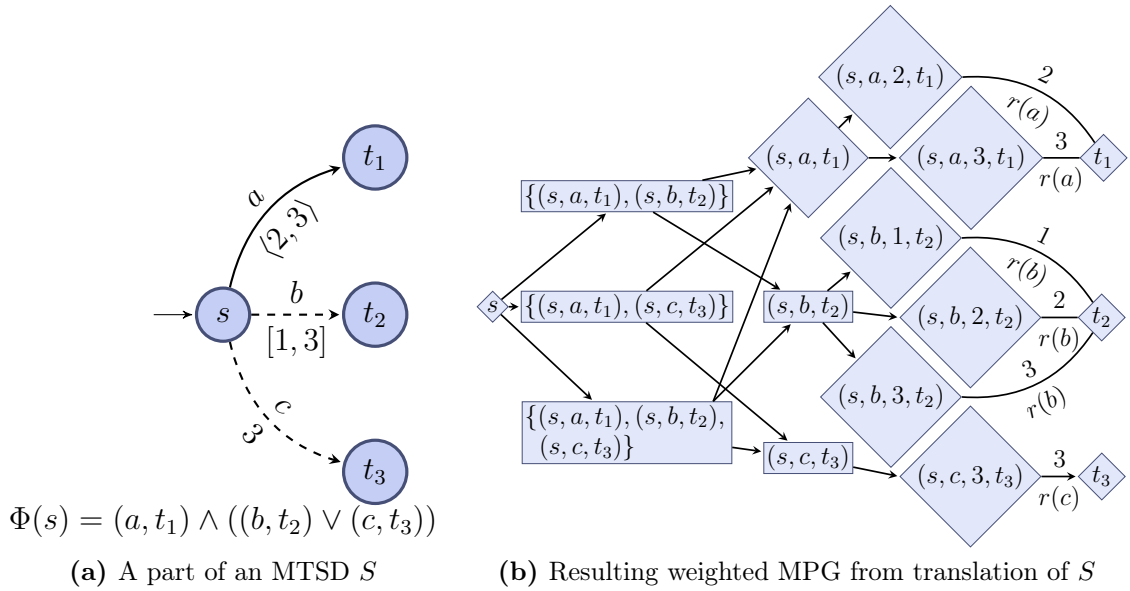 t₁
a
⟨2, 3⟩
s
b
[1, 3]
t₂
c
3
t₃
Φ(s) = (a, t₁) ∧ ((b, t₂) ∨ (c, t₃))
(a) A part of an MTSD S
s
{(s, a, t₁), (s, b, t₂)}
{(s, a, t₁), (s, c, t₃)}
{(s, a, t₁), (s, b, t₂),
(s, c, t₃)}
(s, a, t₁)
(s, b, t₂)
(s, c, t₃)
(s, a, 2, t₁)
(s, a, 3, t₁)
(s, b, 1, t₂)
(s, b, 2, t₂)
(s, b, 3, t₂)
(s, c, 3, t₃)
2
r(a)
3
r(a)
t₁
1
r(b)
2
r(b)
3
r(b)
t₂
3
r(c)
t₃
(b) Resulting weighted MPG from translation of S